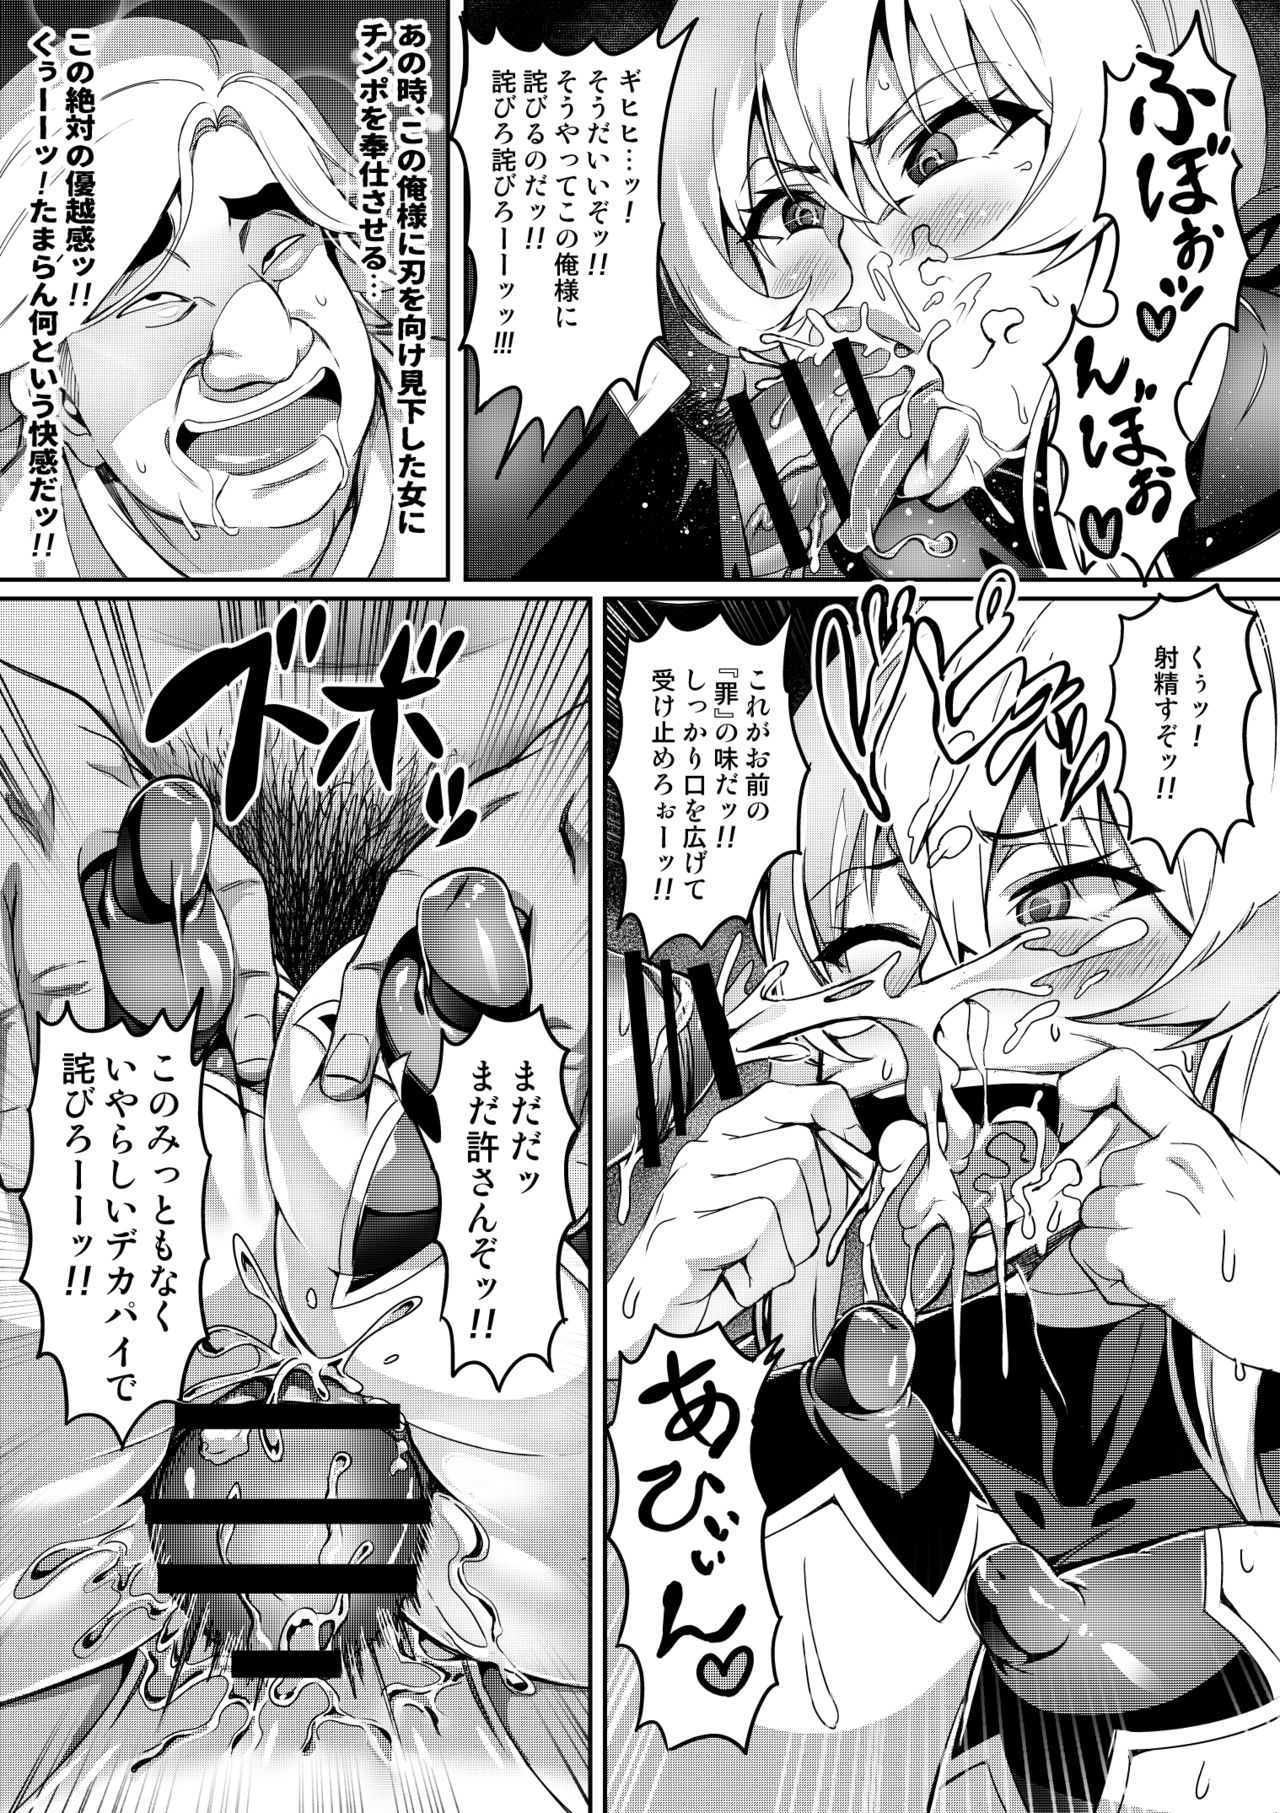 ふぼぉぉッ♡
んぼぼぉ♡
ギヒヒ…ッ！
そうだいいぞッ！！
そうやってこの俺様に
詫びるのだッ！！
詫びろ詫びろーーッッ！！！
あの時、この俺様に刃を向け見下した女に
チンポを奉仕させる…
この絶対の優越感ッ！！
くぅーーッ！たまらん何という快感だッ！！
くぅッ！
射精すぞッ！！
これがお前の
『罪』の味だッ！！
しっかり口を広げて
受け止めろぉーッ！！
あひぃぃん♡
ズボッ
まだだッ
まだ許さんぞッ！！
このみっともなく
いやらしいデカパイで
詫びろーーッ！！